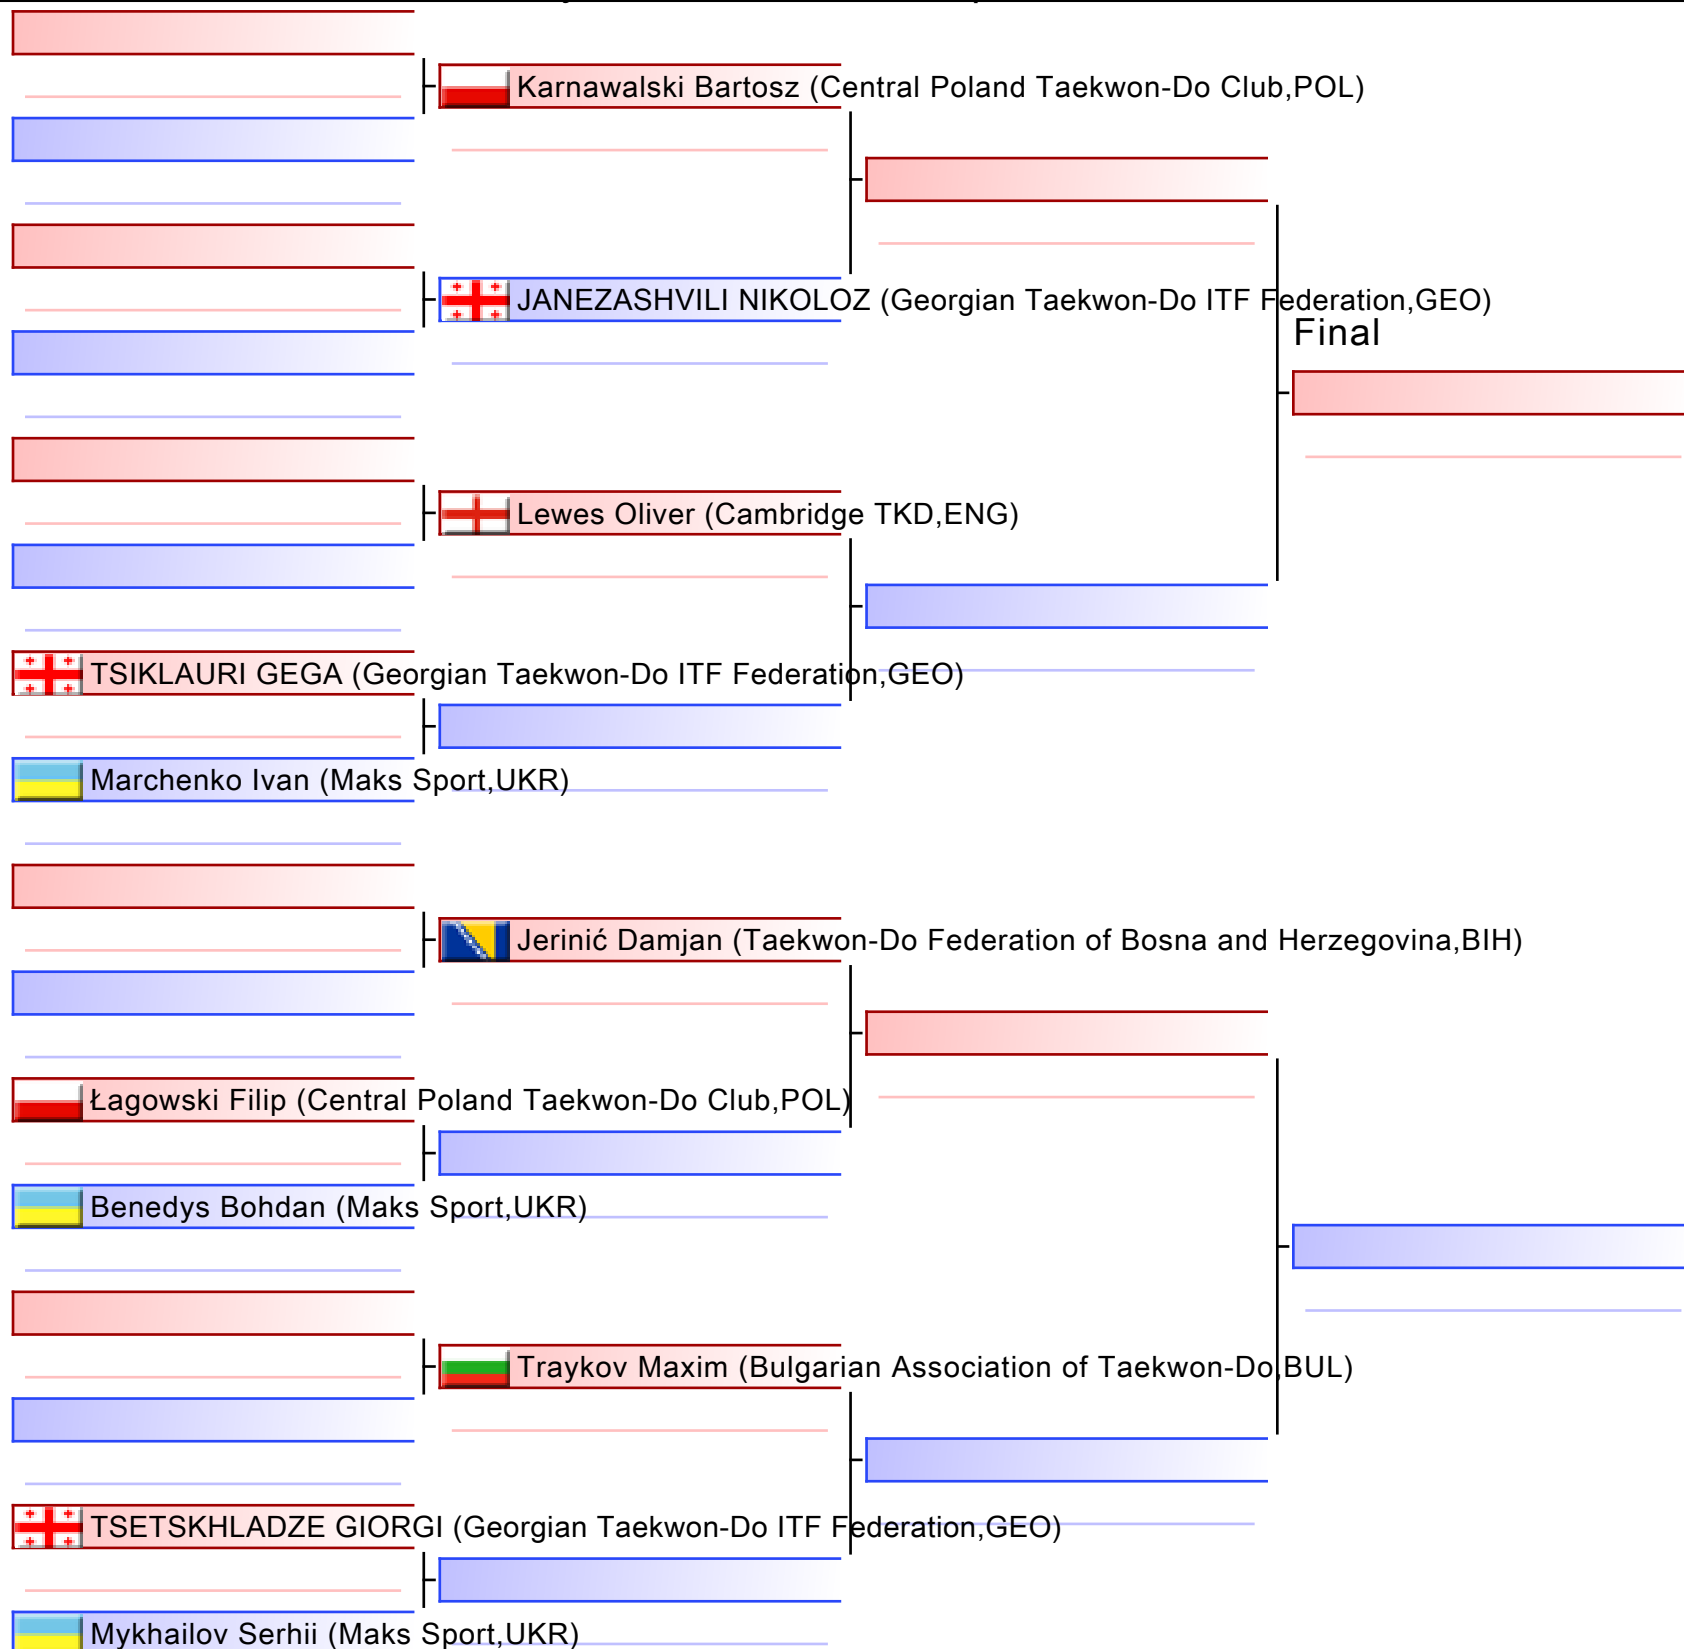 Karnawalski Bartosz (Central Poland Taekwon-Do Club,POL)
JANEZASHVILI NIKOLOZ (Georgian Taekwon-Do ITF Federation,GEO)
Final
Lewes Oliver (Cambridge TKD,ENG)
TSIKLAURI GEGA (Georgian Taekwon-Do ITF Federation,GEO)
Marchenko Ivan (Maks Sport,UKR)
Jerinić Damjan (Taekwon-Do Federation of Bosna and Herzegovina,BIH)
Łagowski Filip (Central Poland Taekwon-Do Club,POL)
Benedys Bohdan (Maks Sport,UKR)
Traykov Maxim (Bulgarian Association of Taekwon-Do,BUL)
TSETSKHLADZE GIORGI (Georgian Taekwon-Do ITF Federation,GEO)
Mykhailov Serhii (Maks Sport,UKR)